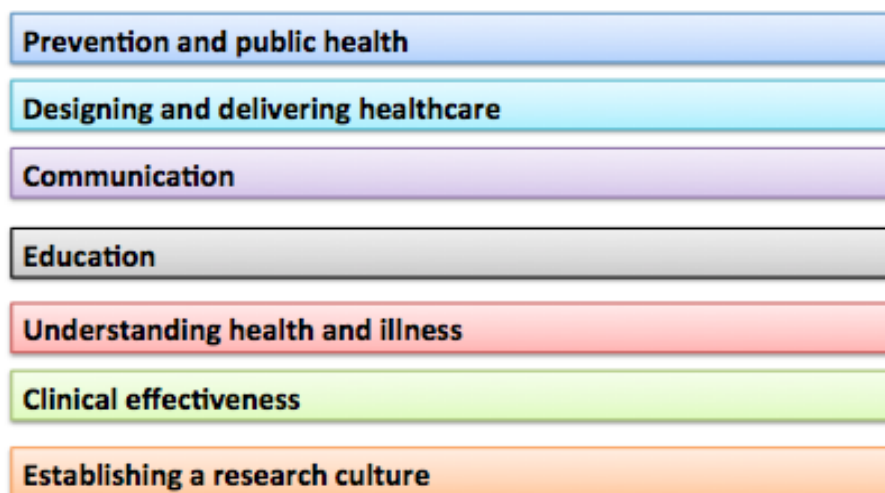 Prevention and public health
Designing and delivering healthcare
Communication
Education
Understanding health and illness
Clinical effectiveness
Establishing a research culture